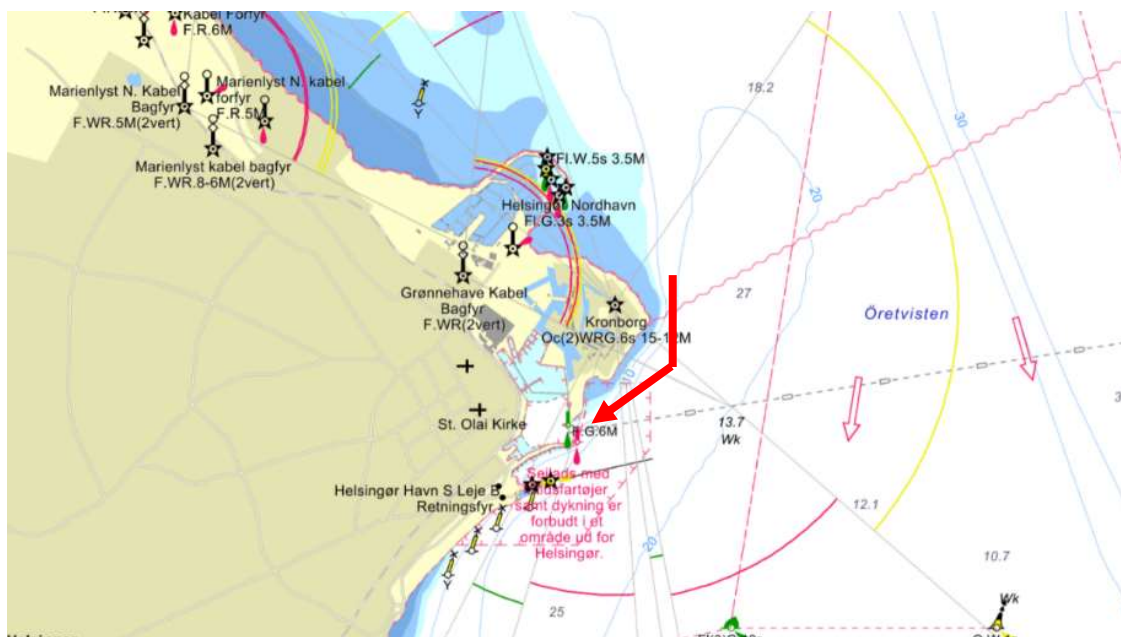 Kabel Forfyr
F.R.6M
18.2
30
Marienlyst N. Kabel
Bagfyr
F.WR.5M(2vert)
Marienlyst N. kabel
forfyr
F.R.5M
Y
Marienlyst kabel bagfyr
F.WR.8-6M(2vert)
Fl.W.5s 3.5M
20
Helsingør Nordhavn
Fl.G.3s 3.5M
Grønnehave Kabel
Bagfyr
F.WR(2vert)
27
Kronborg
Oc(2)WRG.6s 15-12M
Öretvisten
10
St. Olai Kirke
F.G.6M
13.7
Wk
Sejlads med
fritidsfartøjer
samt dykning er
forbudt i et
område ud for
Helsingør.
Helsingør Havn S Leje B
Retningsfyr
12.1
20
10.7
Y
25
Wk